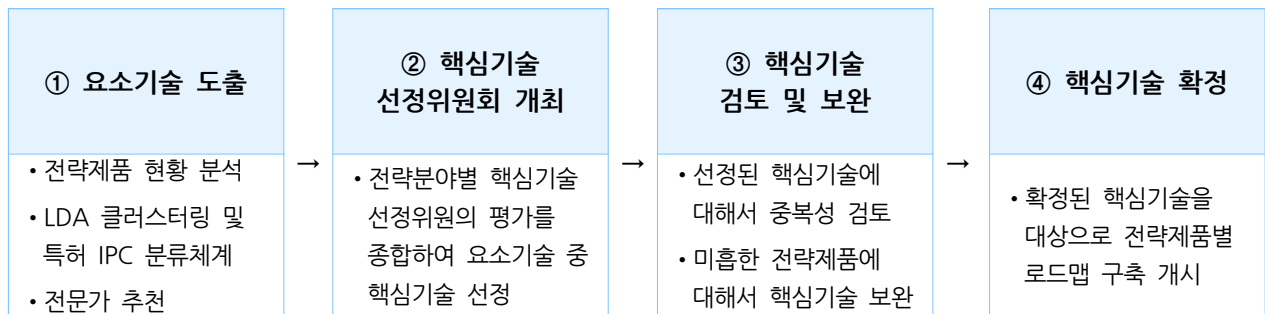 ① 요소기술 도출
• 전략제품 현황 분석
• LDA 클러스터링 및
특허 IPC 분류체계
• 전문가 추천
→
② 핵심기술
선정위원회 개최
• 전략분야별 핵심기술
선정위원의 평가를
종합하여 요소기술 중
핵심기술 선정
→
③ 핵심기술
검토 및 보완
• 선정된 핵심기술에
대해서 중복성 검토
• 미흡한 전략제품에
대해서 핵심기술 보완
→
④ 핵심기술 확정
• 확정된 핵심기술을
대상으로 전략제품별
로드맵 구축 개시